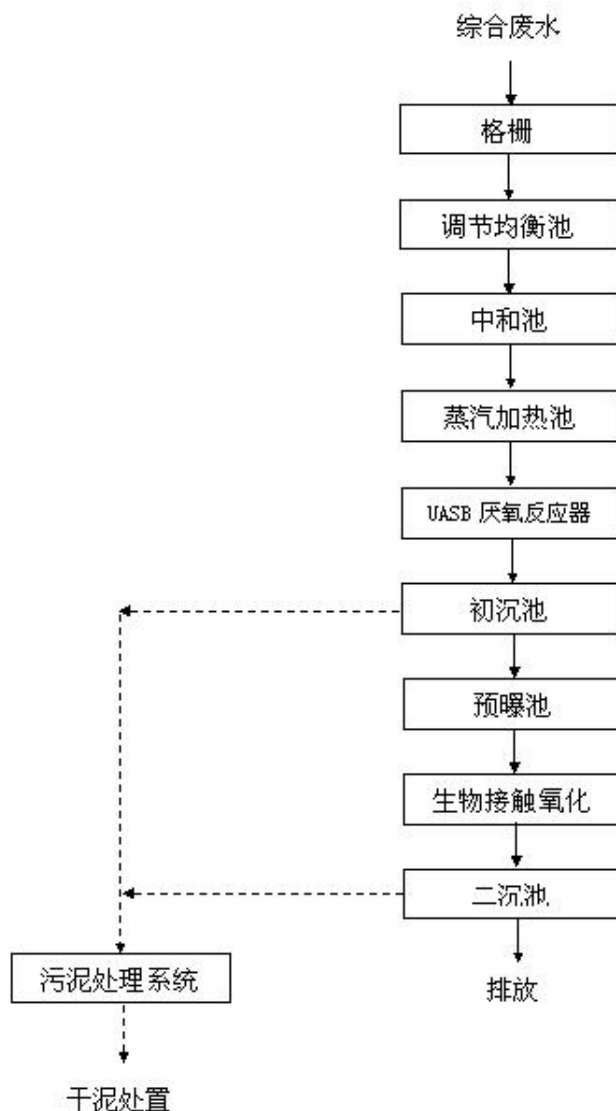 综合废水
格栅
调节均衡池
中和池
蒸汽加热池
UASB 厌氧反应器
初沉池
预曝池
生物接触氧化
二沉池
污泥处理系统
排放
干泥处置